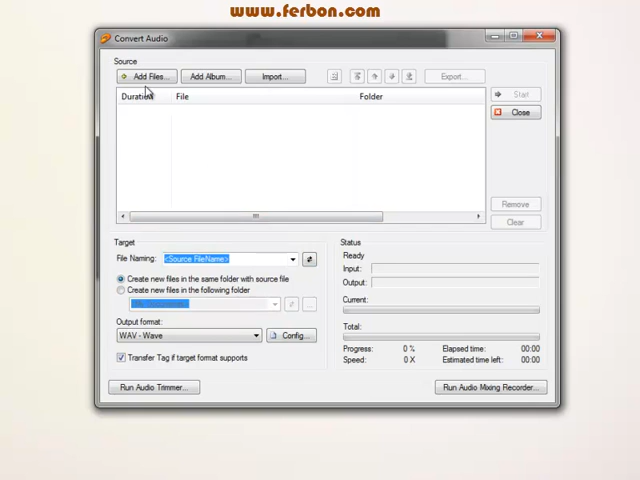 www.ferbon.com
Convert Audio
Source
Add Files... Add Album... Import... Export...
Duration File Folder
Start
Close
Remove
Clear
Target
File Naming: <Source FileName>
Create new files in the same folder with source file
Create new files in the following folder
Output format:
WAV - Wave Config...
Transfer Tag if target format supports
Status
Ready
Input:
Output:
Current:
Total:
Progress: 0 % Elapsed time: 00:00
Speed: 0 X Estimated time left: 00:00
Run Audio Trimmer... Run Audio Mixing Recorder...